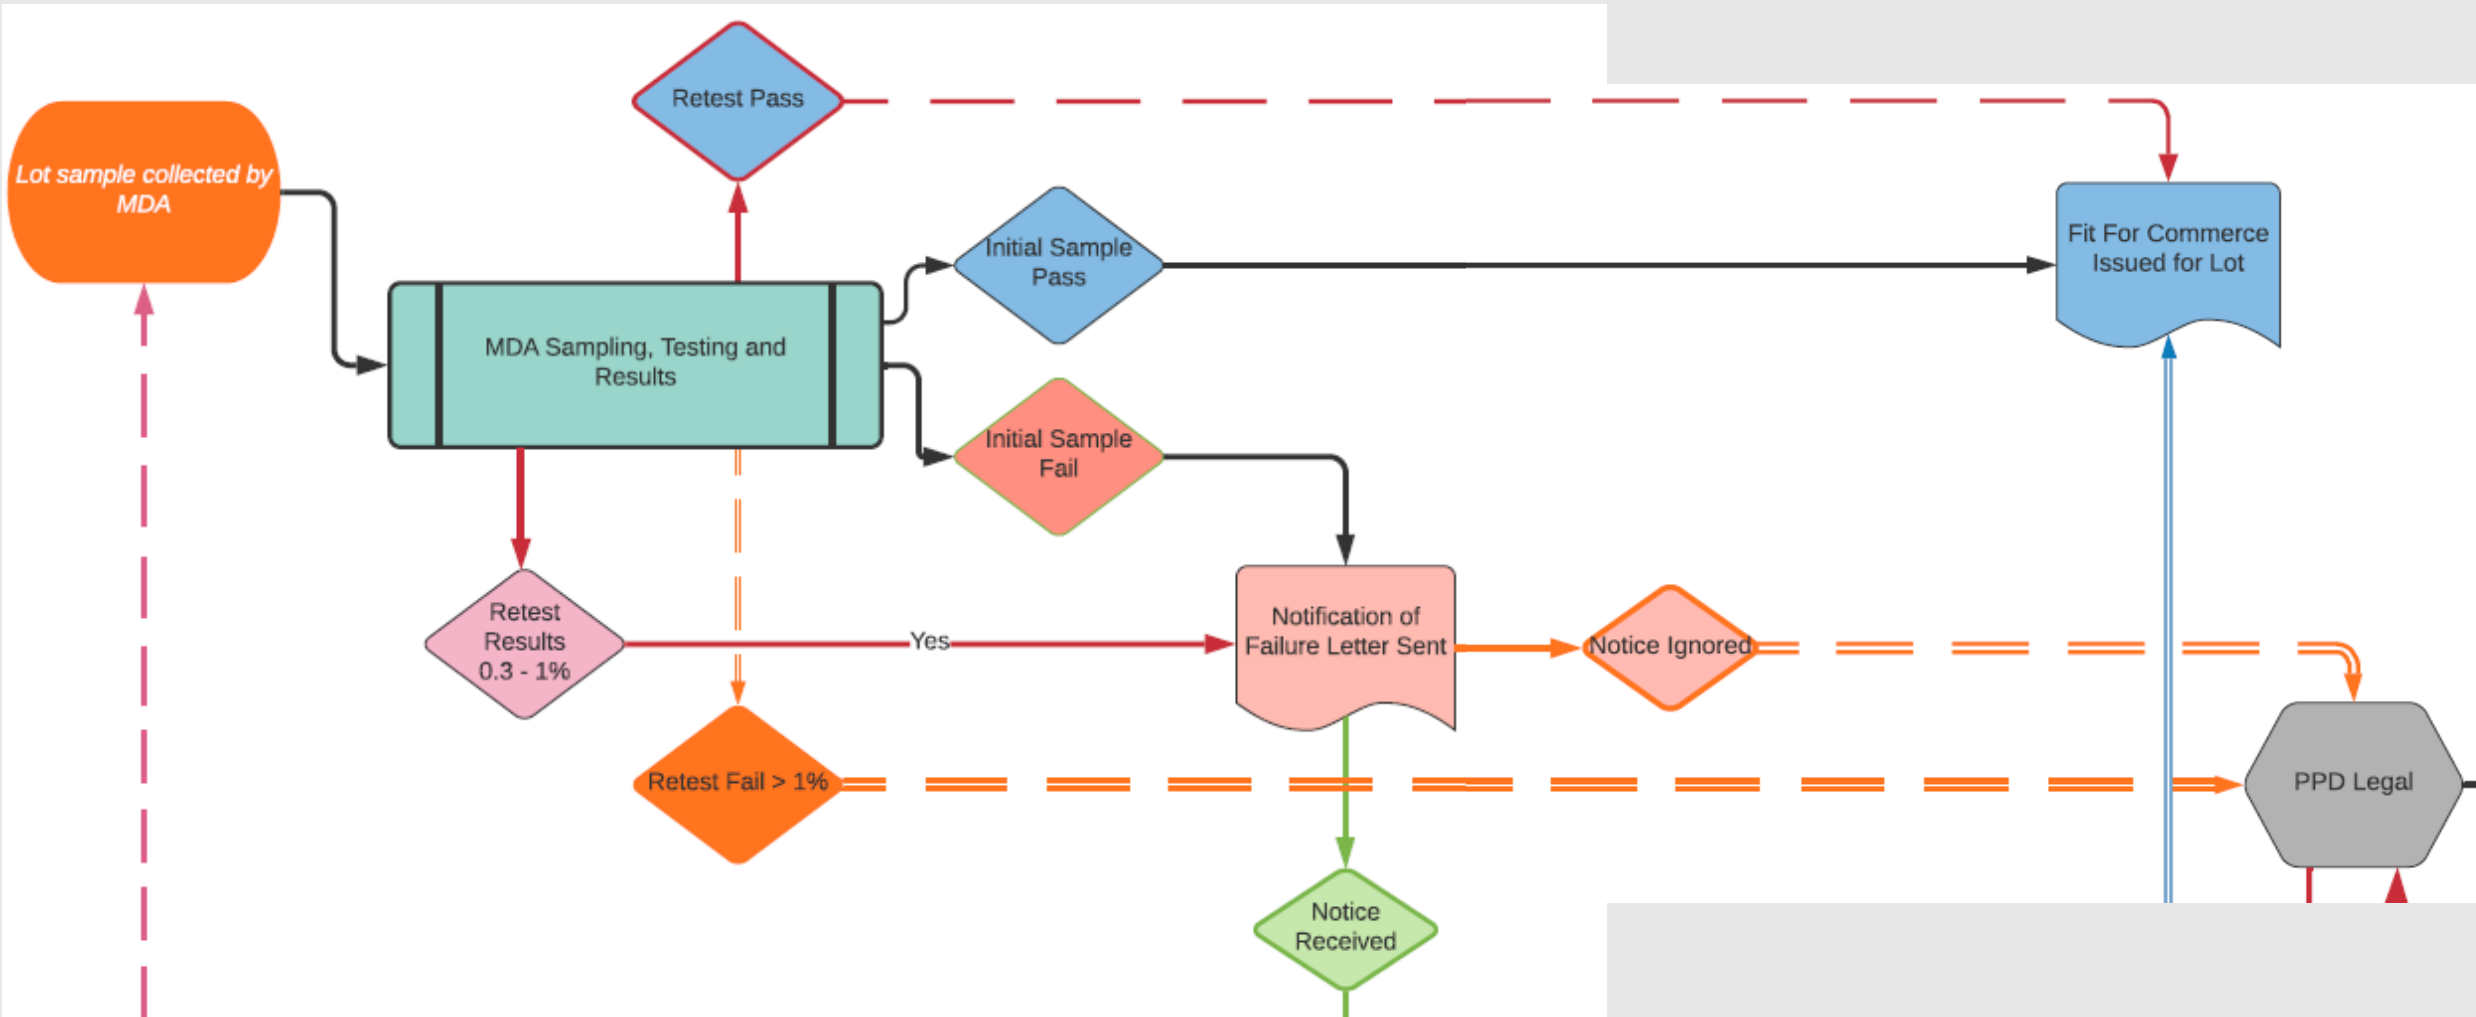 Retest Pass
Lot sample collected by
MDA
Initial Sample
Pass
Fit For Commerce
Issued for Lot
MDA Sampling, Testing and
Results
Initial Sample
Fail
Retest
Results
0.3 - 1%
Yes
Notification of
Failure Letter Sent
Notice Ignored
Retest Fail > 1%
PPD Legal
Notice
Received